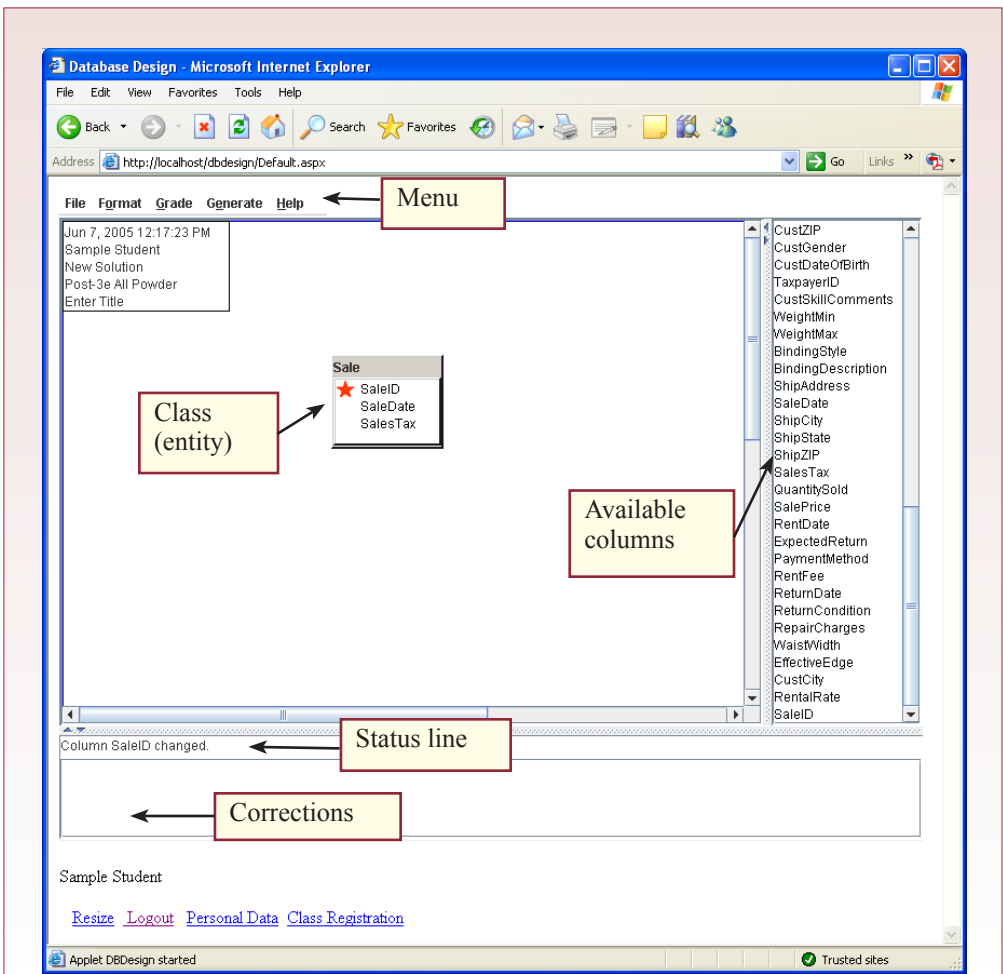 Database Design - Microsoft Internet Explorer
File Edit View Favorites Tools Help
Back Search Favorites
Address http://localhost/dbdesign/Default.aspx Go Links »
File Format Grade Generate Help
Menu
Jun 7, 2005 12:17:23 PM
Sample Student
New Solution
Post-3e All Powder
Enter Title
Sale
SaleID
SaleDate
SalesTax
Class
(entity)
Available
columns
CustZIP
CustGender
CustDateOfBirth
TaxpayerID
CustSkillComments
WeightMin
WeightMax
BindingStyle
BindingDescription
ShipAddress
SaleDate
ShipCity
ShipState
ShipZIP
SalesTax
QuantitySold
SalePrice
RentDate
ExpectedReturn
PaymentMethod
RentFee
ReturnDate
ReturnCondition
RepairCharges
WaistWidth
EffectiveEdge
CustCity
RentalRate
SaleID
Column SaleID changed.
Status line
Corrections
Sample Student
Resize Logout Personal Data Class Registration
Applet DBDesign started Trusted sites